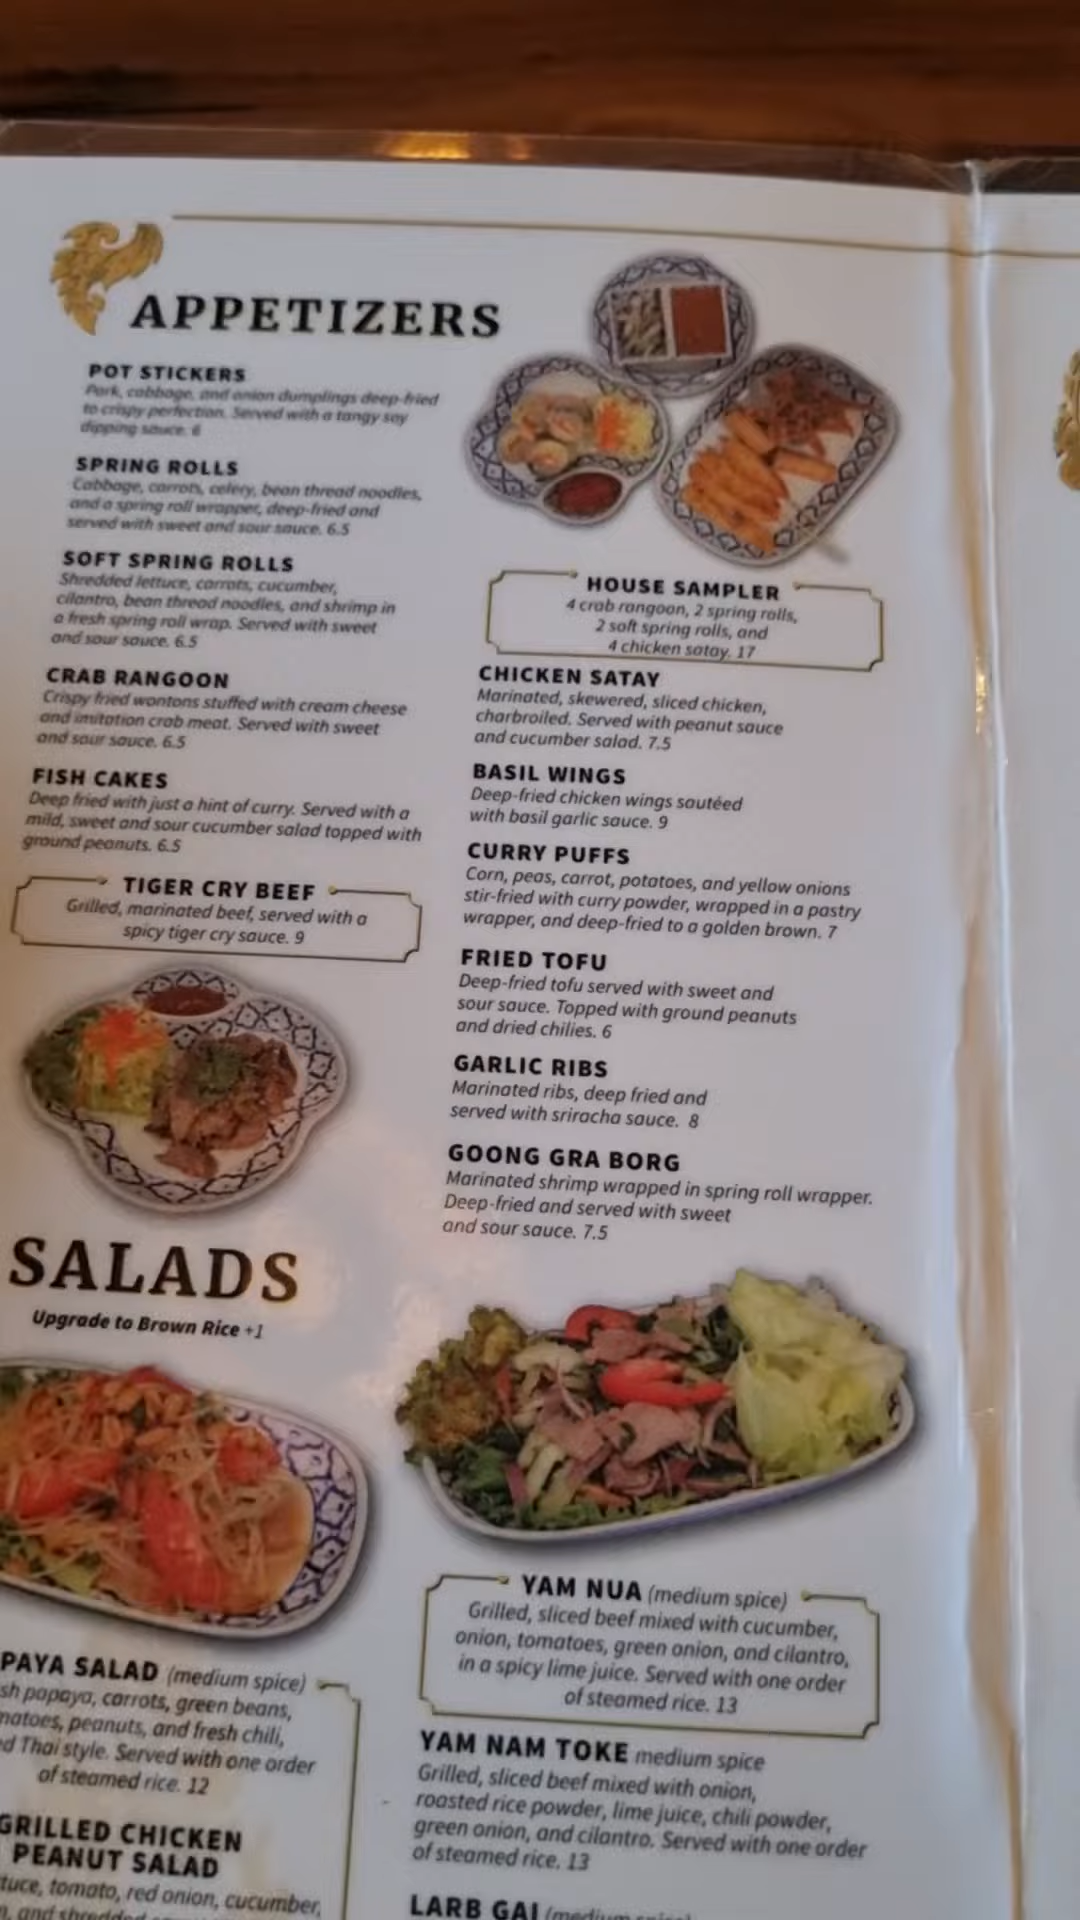 APPETIZERS
POT STICKERS
Pork, cabbage, and onion dumplings deep-fried
to crispy perfection. Served with a tangy soy
dipping sauce. 6
SPRING ROLLS
Cabbage, carrots, celery, bean thread noodles,
and a spring roll wrapper, deep-fried and
served with sweet and sour sauce. 6.5
SOFT SPRING ROLLS
Shredded lettuce, carrots, cucumber,
cilantro, bean thread noodles, and shrimp in
a fresh spring roll wrap. Served with sweet
and sour sauce. 6.5
CRAB RANGOON
Crispy fried wontons stuffed with cream cheese
and imitation crab meat. Served with sweet
and sour sauce. 6.5
FISH CAKES
Deep fried with just a hint of curry. Served with a
mild, sweet and sour cucumber salad topped with
ground peanuts. 6.5
TIGER CRY BEEF
Grilled, marinated beef, served with a
spicy tiger cry sauce. 9
HOUSE SAMPLER
4 crab rangoon, 2 spring rolls,
2 soft spring rolls, and
4 chicken satay. 17
CHICKEN SATAY
Marinated, skewered, sliced chicken,
charbroiled. Served with peanut sauce
and cucumber salad. 7.5
BASIL WINGS
Deep-fried chicken wings sautéed
with basil garlic sauce. 9
CURRY PUFFS
Corn, peas, carrot, potatoes, and yellow onions
stir-fried with curry powder, wrapped in a pastry
wrapper, and deep-fried to a golden brown. 7
FRIED TOFU
Deep-fried tofu served with sweet and
sour sauce. Topped with ground peanuts
and dried chilies. 6
GARLIC RIBS
Marinated ribs, deep fried and
served with sriracha sauce. 8
GOONG GRA BORG
Marinated shrimp wrapped in spring roll wrapper.
Deep-fried and served with sweet
and sour sauce. 7.5
SALADS
Upgrade to Brown Rice +1
PAYA SALAD (medium spice)
sh papaya, carrots, green beans,
matoes, peanuts, and fresh chili,
ed Thai style. Served with one order
of steamed rice. 12
GRILLED CHICKEN
PEANUT SALAD
tuce, tomato, red onion, cucumber,
and shredded
YAM NUA (medium spice)
Grilled, sliced beef mixed with cucumber,
onion, tomatoes, green onion, and cilantro,
in a spicy lime juice. Served with one order
of steamed rice. 13
YAM NAM TOKE medium spice
Grilled, sliced beef mixed with onion,
roasted rice powder, lime juice, chili powder,
green onion, and cilantro. Served with one order
of steamed rice. 13
LARB GAI (medium spice)